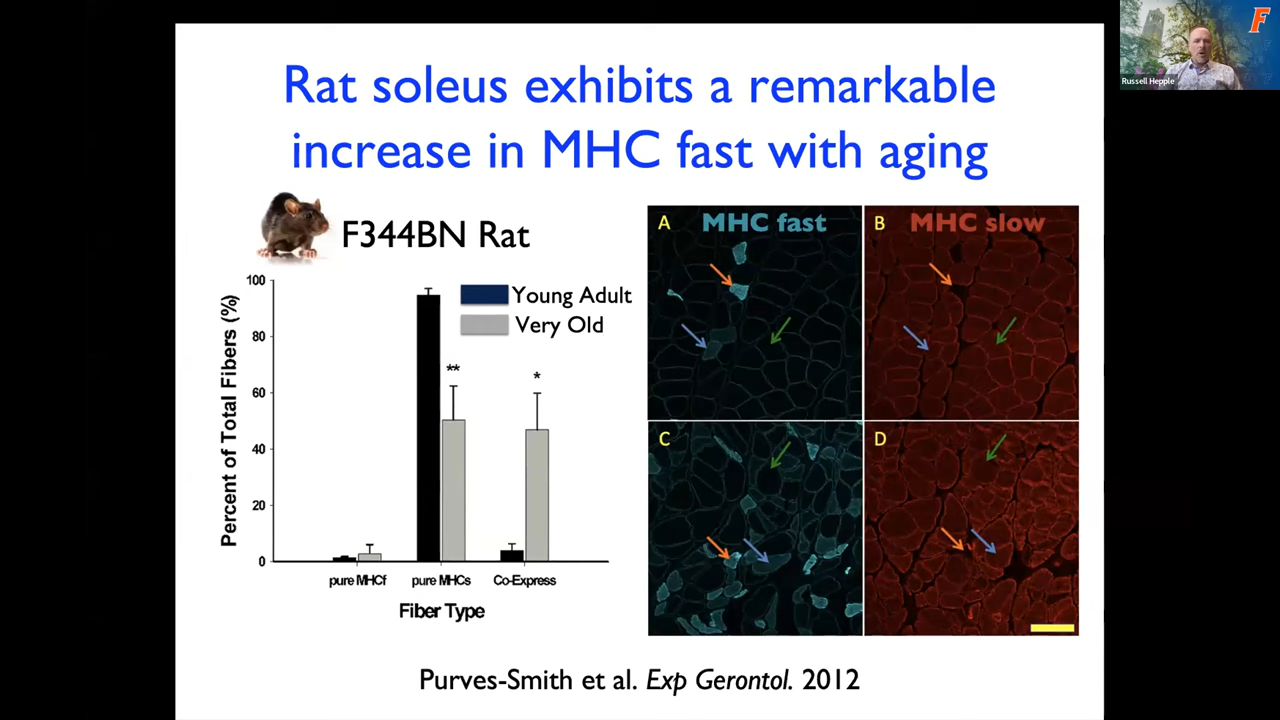 Rat soleus exhibits a remarkable
increase in MHC fast with aging
F344BN Rat
Percent of Total Fibers (%)
100
80
60
40
20
0
Young Adult
Very Old
**
*
pure MHCf
pure MHCs
Co-Express
Fiber Type
A
MHC fast
B
MHC slow
C
D
Purves-Smith et al. Exp Gerontol. 2012
F
Russell Hepple